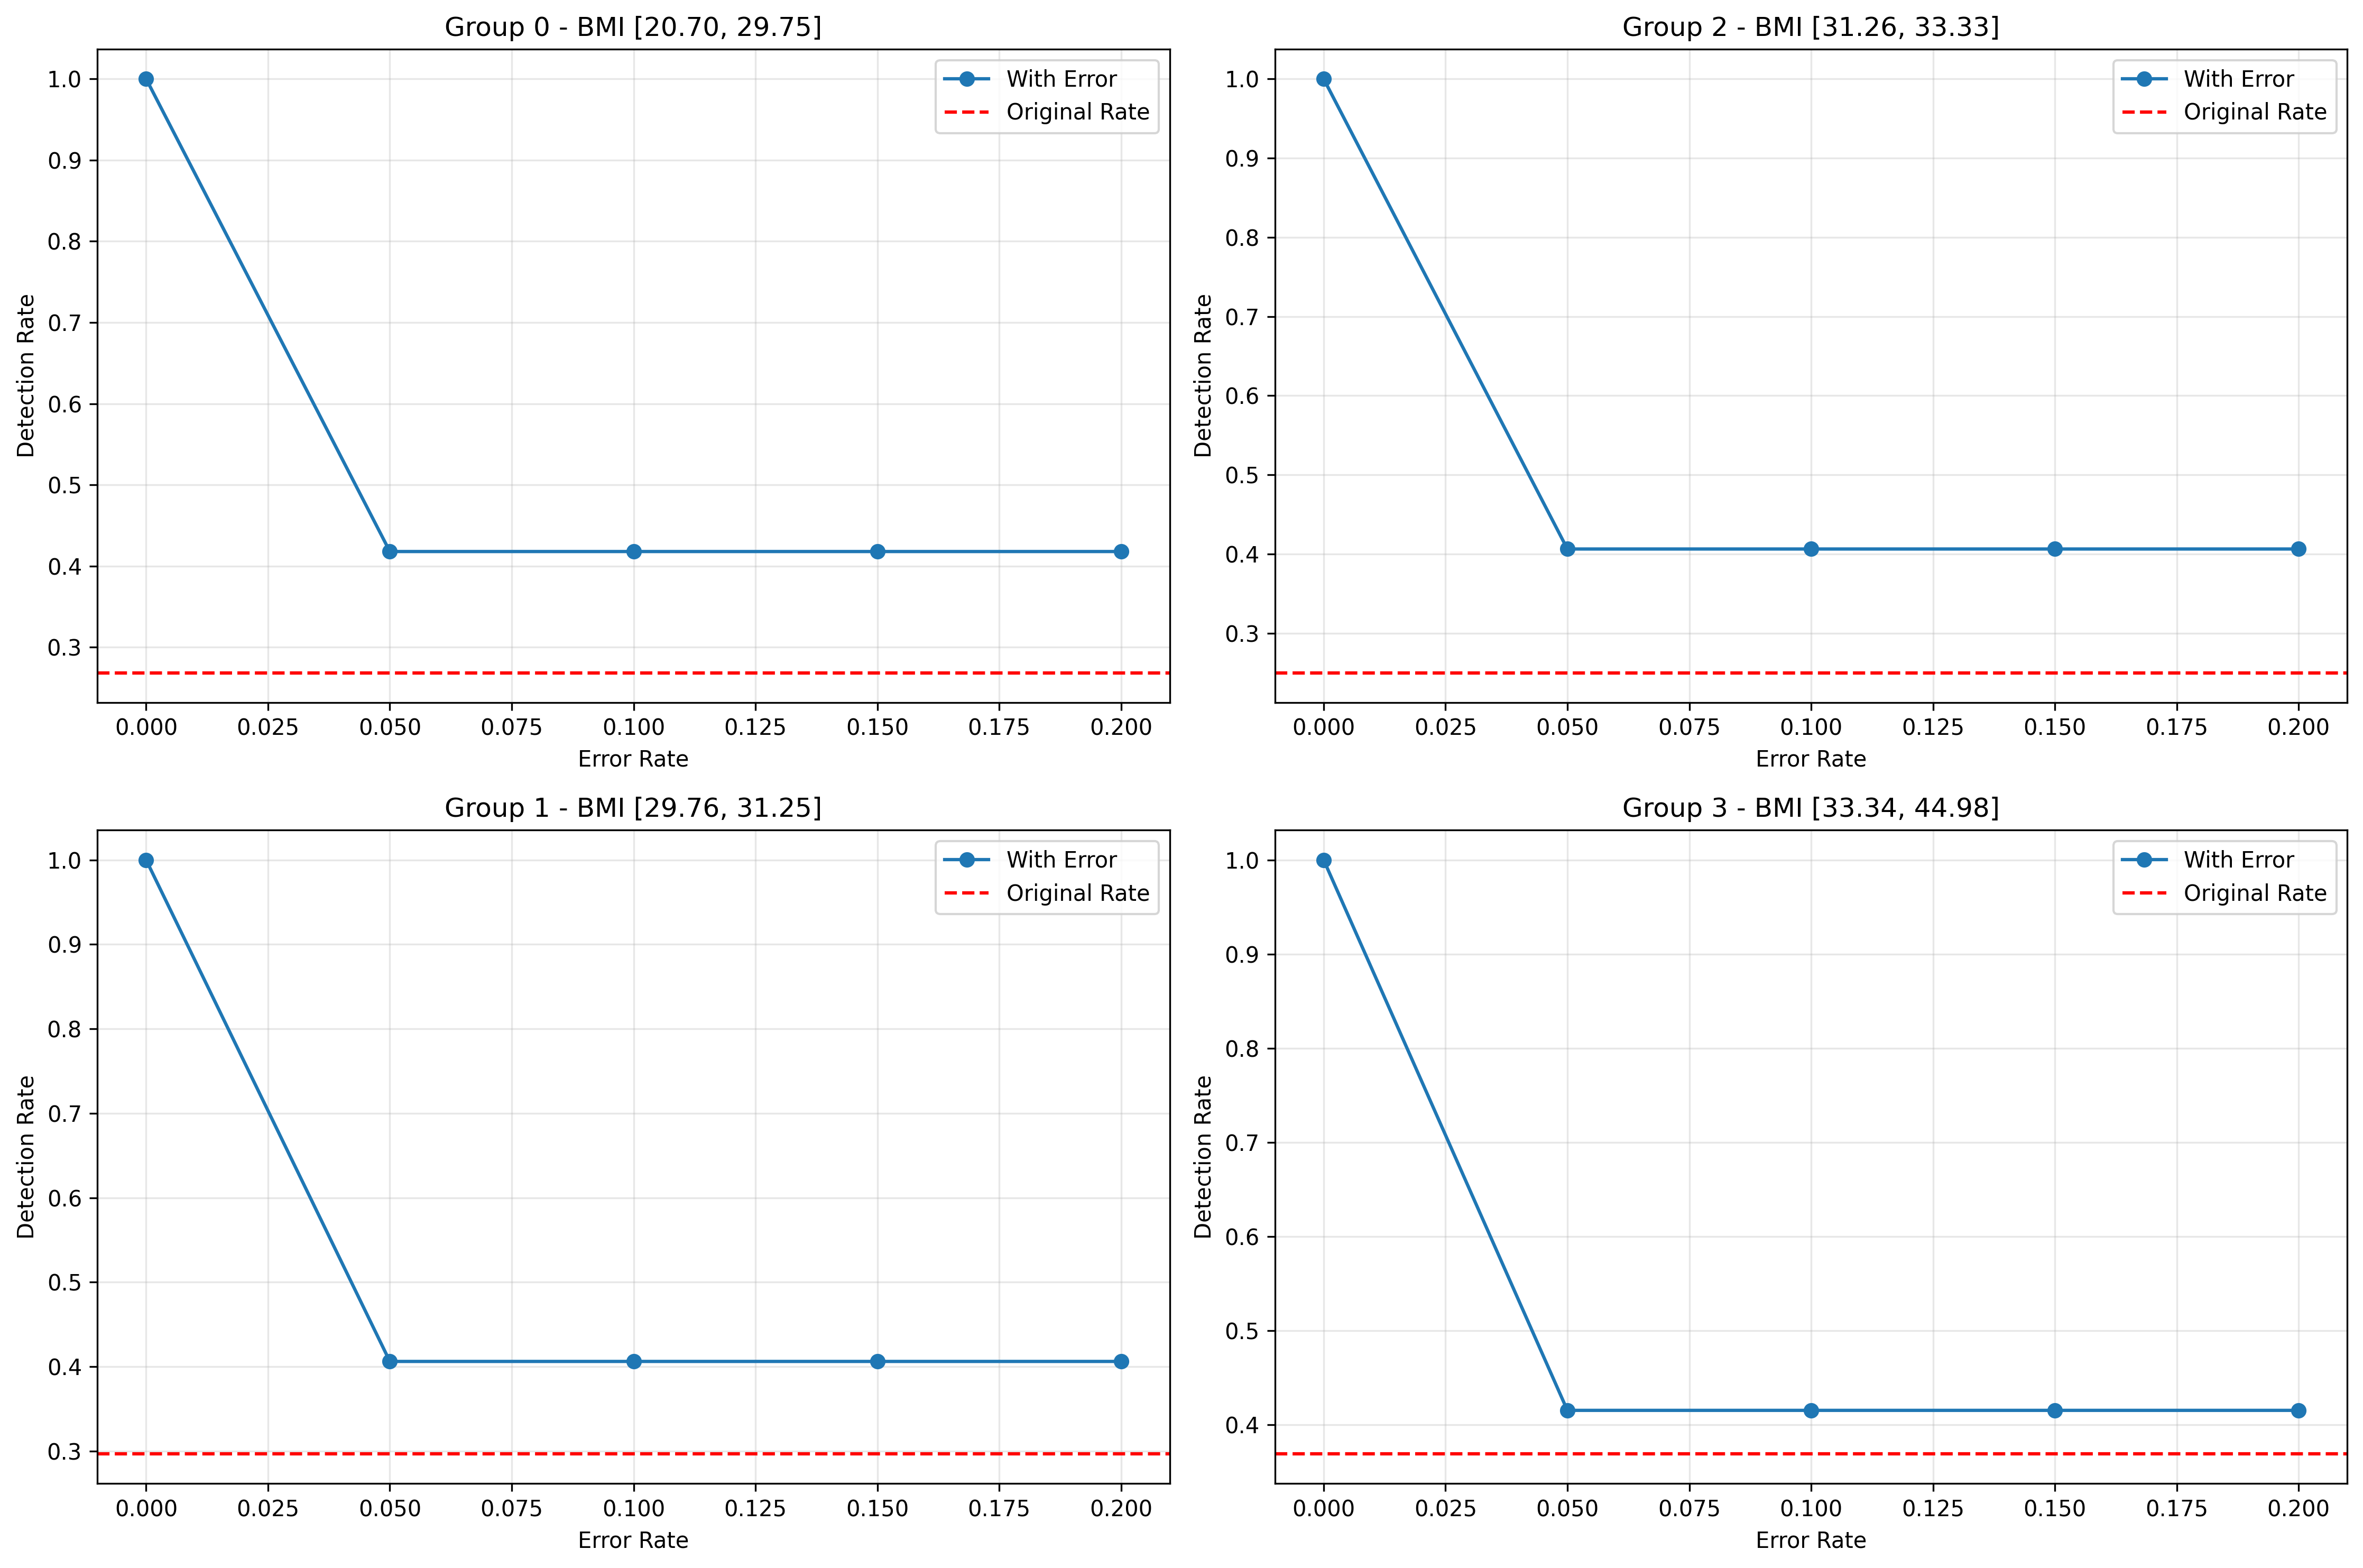 Group 0 - BMI [20.70, 29.75]
With Error
Original Rate
1.0
0.9
0.8
0.7
0.6
0.5
0.4
0.3
Detection Rate
0.000 0.025 0.050 0.075 0.100 0.125 0.150 0.175 0.200
Error Rate
Group 2 - BMI [31.26, 33.33]
With Error
Original Rate
1.0
0.9
0.8
0.7
0.6
0.5
0.4
0.3
Detection Rate
0.000 0.025 0.050 0.075 0.100 0.125 0.150 0.175 0.200
Error Rate
Group 1 - BMI [29.76, 31.25]
With Error
Original Rate
1.0
0.9
0.8
0.7
0.6
0.5
0.4
0.3
Detection Rate
0.000 0.025 0.050 0.075 0.100 0.125 0.150 0.175 0.200
Error Rate
Group 3 - BMI [33.34, 44.98]
With Error
Original Rate
1.0
0.9
0.8
0.7
0.6
0.5
0.4
Detection Rate
0.000 0.025 0.050 0.075 0.100 0.125 0.150 0.175 0.200
Error Rate